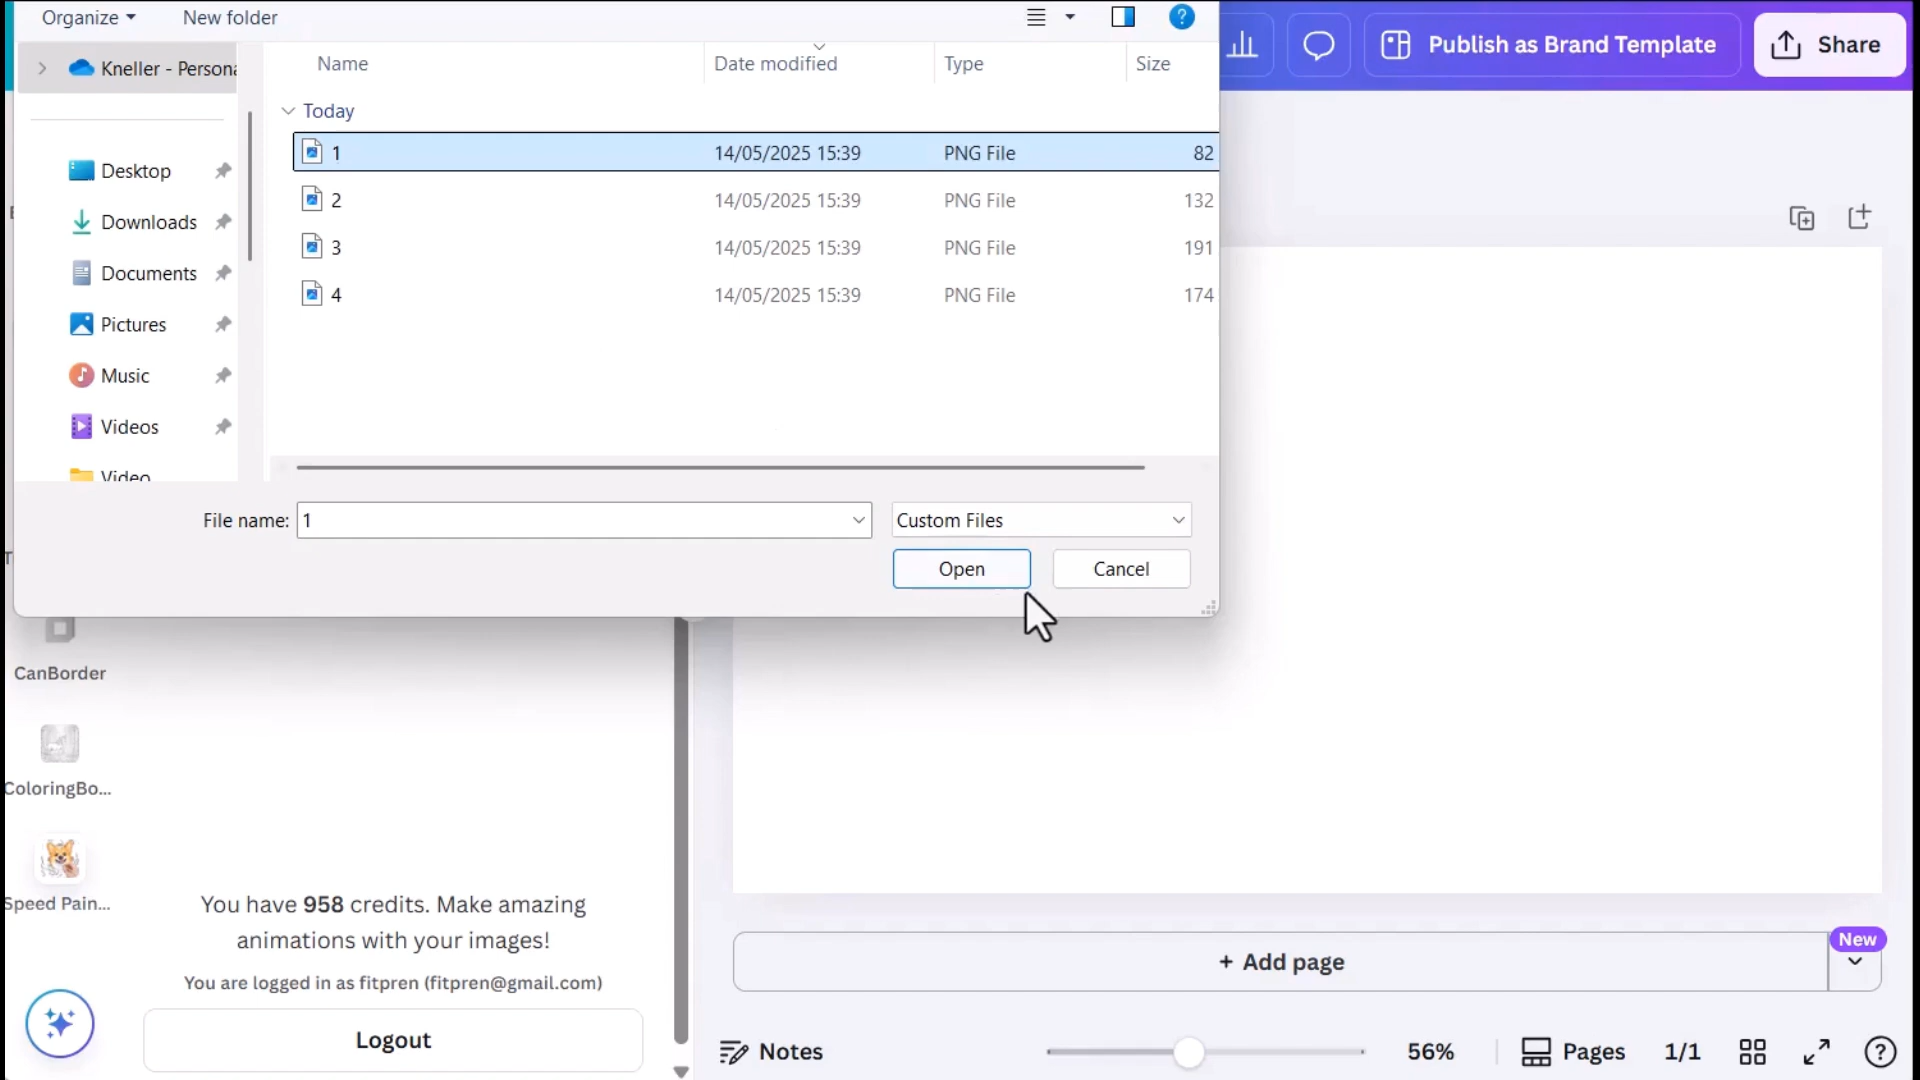 Organize
New folder
Publish as Brand Template
Share
Kneller - Persona
Name
Date modified
Type
Size
Today
1
14/05/2025 15:39
PNG File
82
2
14/05/2025 15:39
PNG File
132
3
14/05/2025 15:39
PNG File
191
4
14/05/2025 15:39
PNG File
174
Desktop
Downloads
Documents
Pictures
Music
Videos
Video
File name:
1
Custom Files
Open
Cancel
CanBorder
ColoringBo...
Speed Pain...
You have 958 credits. Make amazing
animations with your images!
You are logged in as fitpren (fitpren@gmail.com)
Logout
+ Add page
New
Notes
56%
Pages
1/1